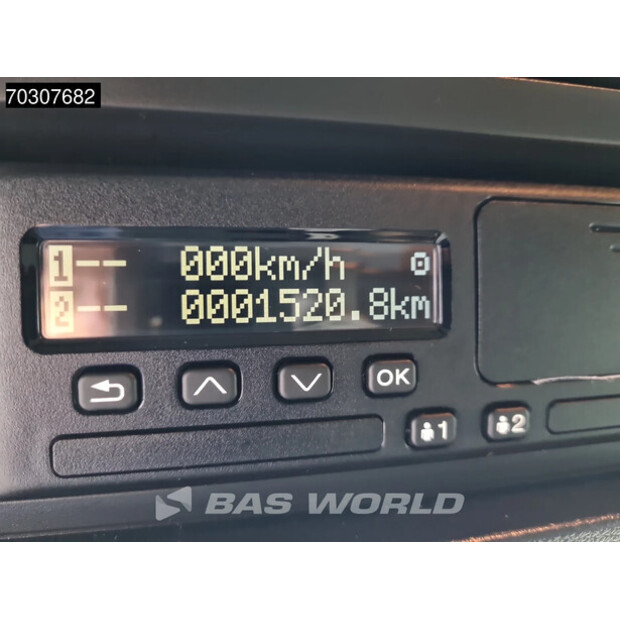 70307682
1-- 000km/h
2-- 0001520.8km
OK
1 2
BAS WORLD